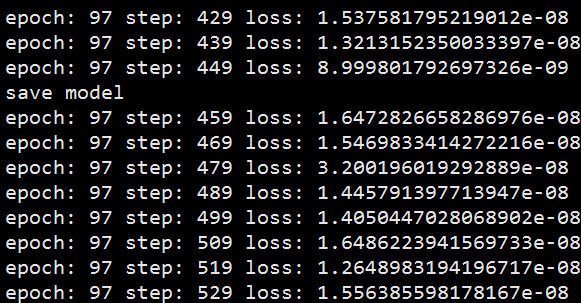 epoch: 97 step: 429 loss: 1.537581795219012e-08
epoch: 97 step: 439 loss: 1.3213152350033397e-08
epoch: 97 step: 449 loss: 8.999801792697326e-09
save model
epoch: 97 step: 459 loss: 1.6472826658286976e-08
epoch: 97 step: 469 loss: 1.5469833414272216e-08
epoch: 97 step: 479 loss: 3.200196019292889e-08
epoch: 97 step: 489 loss: 1.445791397713947e-08
epoch: 97 step: 499 loss: 1.4050447028068902e-08
epoch: 97 step: 509 loss: 1.6486223941569733e-08
epoch: 97 step: 519 loss: 1.2648983194196717e-08
epoch: 97 step: 529 loss: 1.556385598178167e-08